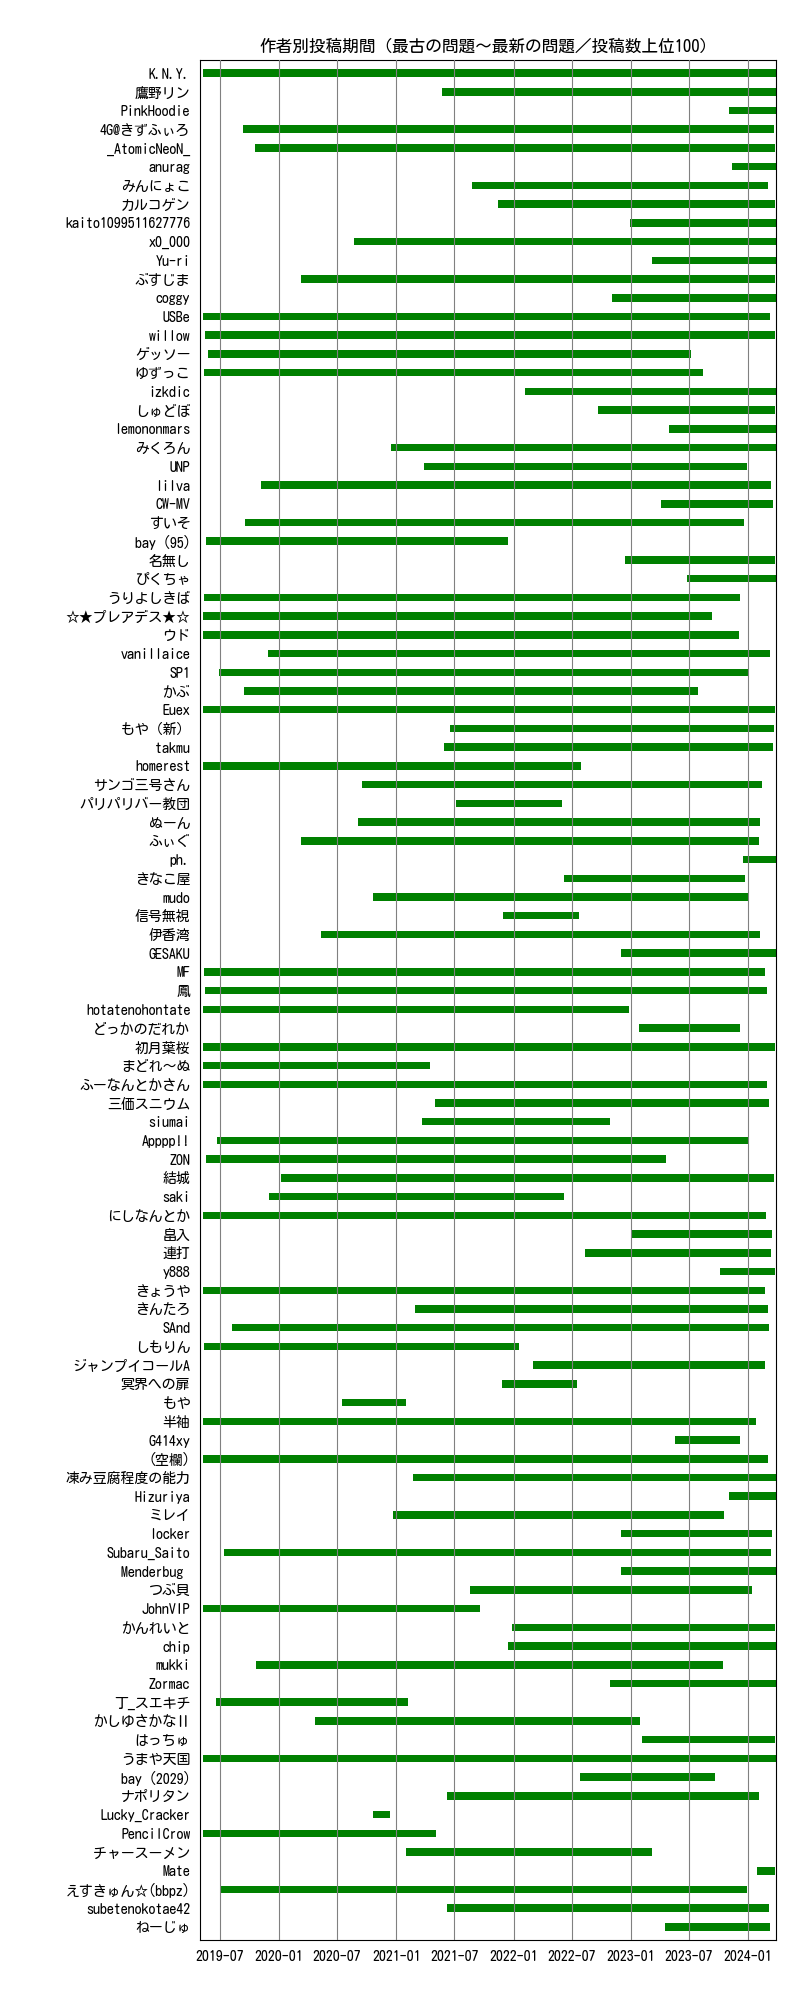 作者別投稿期間（最古の問題～最新の問題／投稿数上位100）
K.N.Y.
鷹野リン
PinkHoodie
4G@きずふぃろ
_AtomicNeoN_
anurag
みんにょこ
カルコゲン
kaito1099511627776
x0_000
Yu-ri
ぶすじま
coggy
USBe
willow
ゲッソー
ゆずっこ
izkdic
しゅどぼ
lemononmars
みくろん
UNP
lilva
CW-MV
すいそ
bay (95)
名無し
ぴくちゃ
うりよしきば
☆★プレアデス★☆
ウド
vanillaice
SP1
かぶ
Euex
もや（新）
takmu
homerest
サンゴ三号さん
パリパリバー教団
ぬーん
ふぃぐ
ph.
きなこ屋
mudo
信号無視
伊香湾
GESAKU
MF
鳳
hotatenohontate
どっかのだれか
初月葉桜
まどれ～ぬ
ふーなんとかさん
三価スニウム
siumai
Appppll
ZON
結城
saki
にしなんとか
畠入
連打
y888
きょうや
きんたろ
SAnd
しもりん
ジャンプイコールA
冥界への扉
もや
半袖
G414xy
(空欄)
凍み豆腐程度の能力
Hizuriya
ミレイ
locker
Subaru_Saito
Menderbug
つぶ貝
JohnVIP
かんれいと
chip
mukki
Zormac
丁_スエキチ
かしゆさかなⅡ
はっちゅ
うまや天国
bay (2029)
ナポリタン
Lucky_Cracker
PencilCrow
チャースーメン
Mate
えすきゅん☆(bbpz)
subetenokotae42
ねーじゅ
2019-07 2020-01 2020-07 2021-01 2021-07 2022-01 2022-07 2023-01 2023-07 2024-01